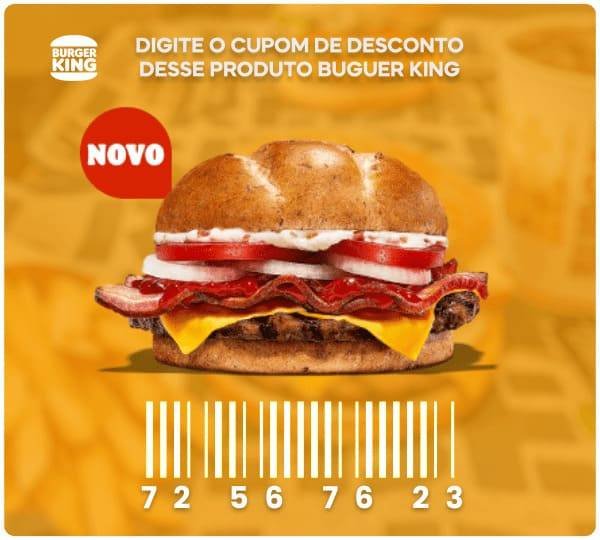 BURGER
KING
DIGITE O CUPOM DE DESCONTO
DESSE PRODUTO BUGUER KING
NOVO
72 56 76 23